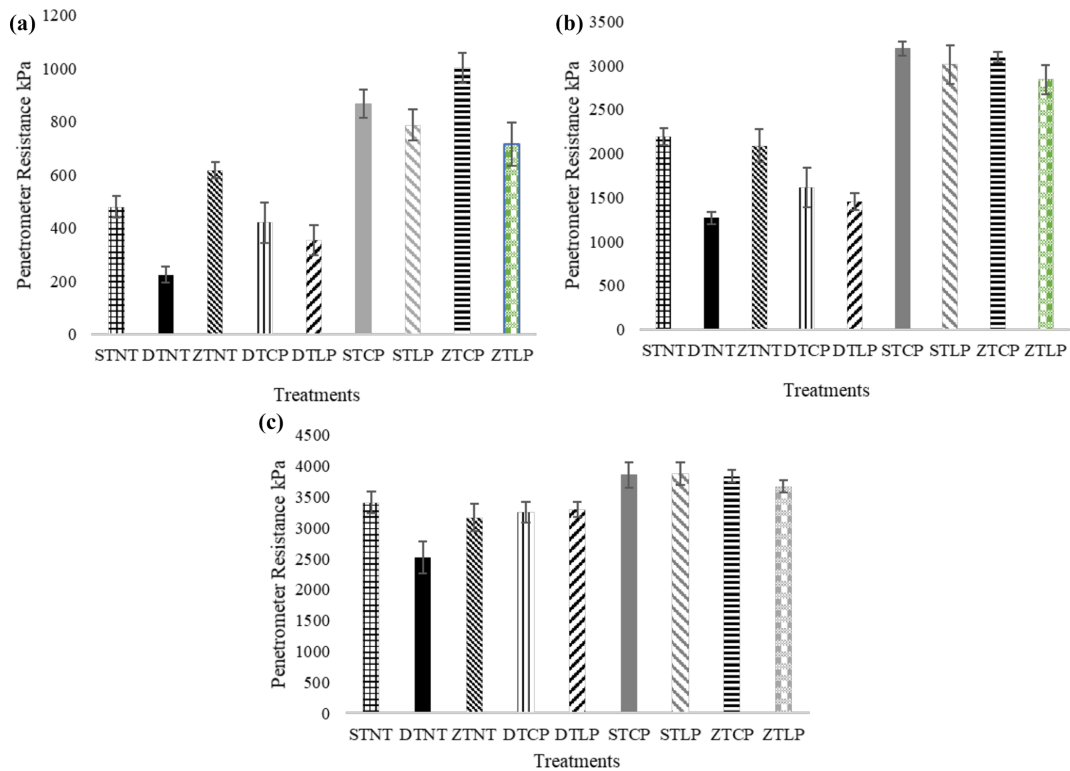 (a)
Penetrometer Resistance kPa
1200
1000
800
600
400
200
0
STNT DTNT ZTNT DTCP DTLP STCP STLP ZTCP ZTLP
Treatments
(b)
Penetrometer Resistance kPa
3500
3000
2500
2000
1500
1000
500
0
STNT DTNT ZTNT DTCP DTLP STCP STLP ZTCP ZTLP
Treatments
(c)
Penetrometer Resistance kPa
4500
4000
3500
3000
2500
2000
1500
1000
500
0
STNT DTNT ZTNT DTCP DTLP STCP STLP ZTCP ZTLP
Treatments